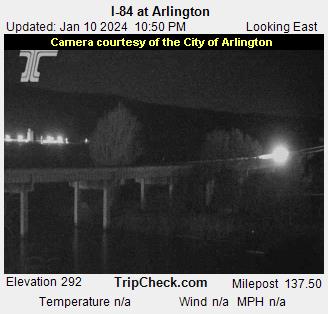 I-84 at Arlington
Updated: Jan 10 2024 10:50 PM Looking East
Camera courtesy of the City of Arlington
Elevation 292 TripCheck.com Milepost 137.50
Temperature n/a Wind n/a MPH n/a